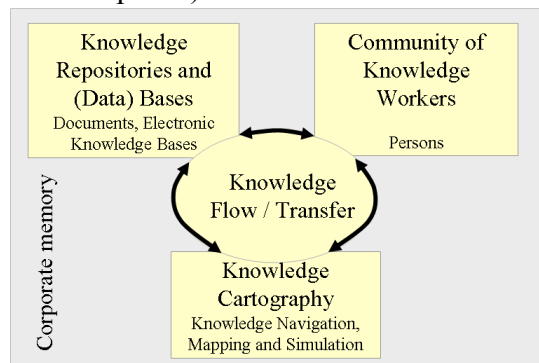 Knowledge
Repositories and
(Data) Bases
Documents, Electronic
Knowledge Bases
Community of
Knowledge
Workers
Persons
Knowledge
Flow / Transfer
Knowledge
Cartography
Knowledge Navigation,
Mapping and Simulation
Corporate memory